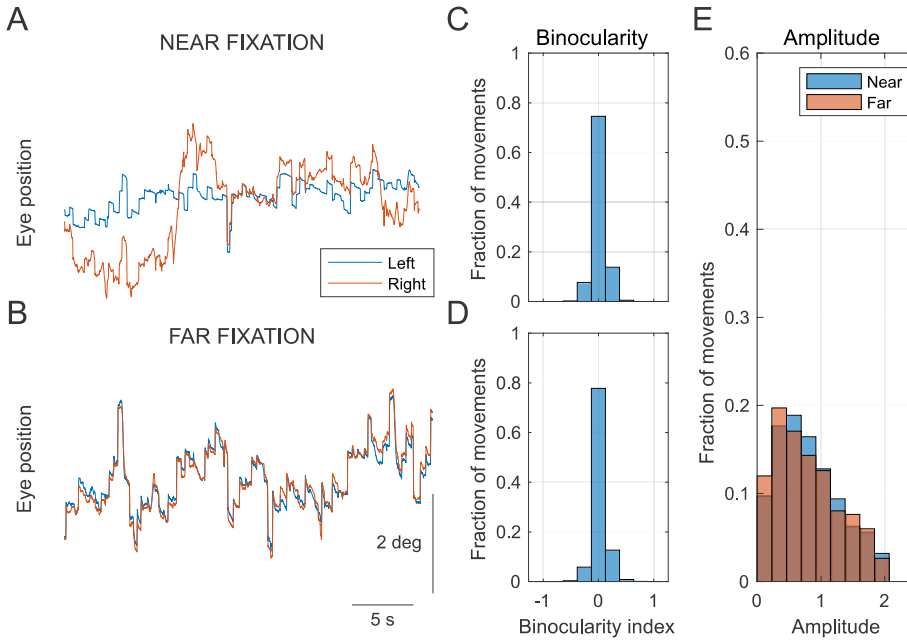 A
NEAR FIXATION
Eye position
Left
Right
B
FAR FIXATION
Eye position
2 deg
5 s
C
Binocularity
Fraction of movements
1
0.8
0.6
0.4
0.2
0
D
Fraction of movements
1
0.8
0.6
0.4
0.2
0
-1 0 1
Binocularity index
E
Amplitude
Near
Far
Fraction of movements
0.6
0.5
0.4
0.3
0.2
0.1
0
0 1 2
Amplitude